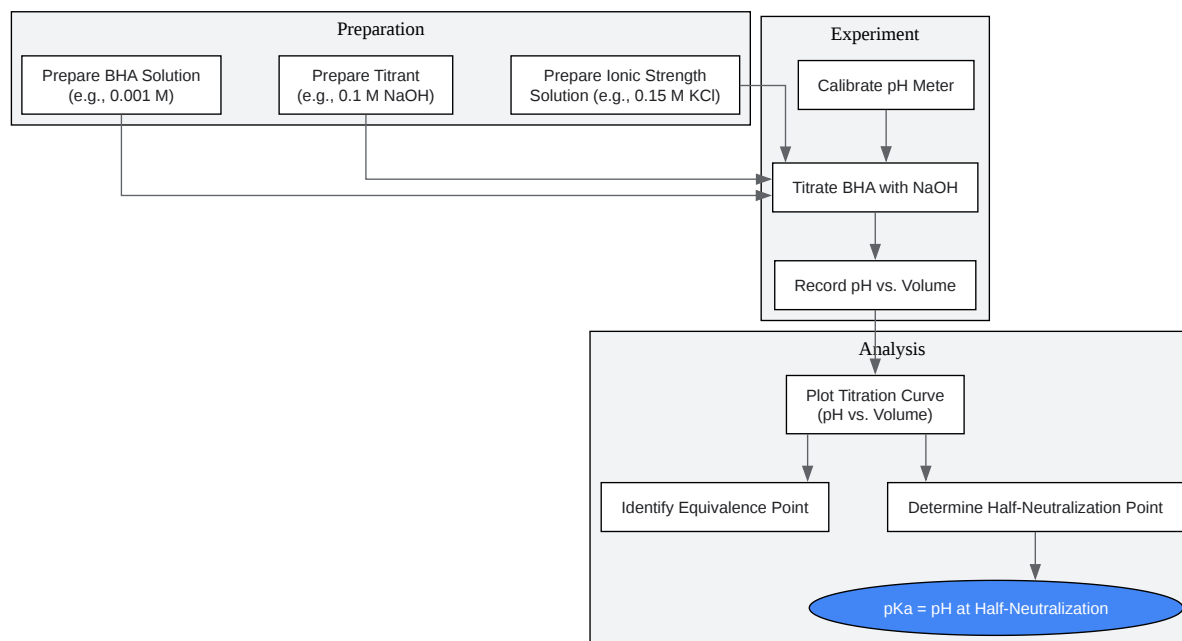 Preparation
Prepare BHA Solution
(e.g., 0.001 M)
Prepare Titrant
(e.g., 0.1 M NaOH)
Prepare Ionic Strength
Solution (e.g., 0.15 M KCl)
Experiment
Calibrate pH Meter
Titrate BHA with NaOH
Record pH vs. Volume
Analysis
Plot Titration Curve
(pH vs. Volume)
Identify Equivalence Point
Determine Half-Neutralization Point
pKa = pH at Half-Neutralization